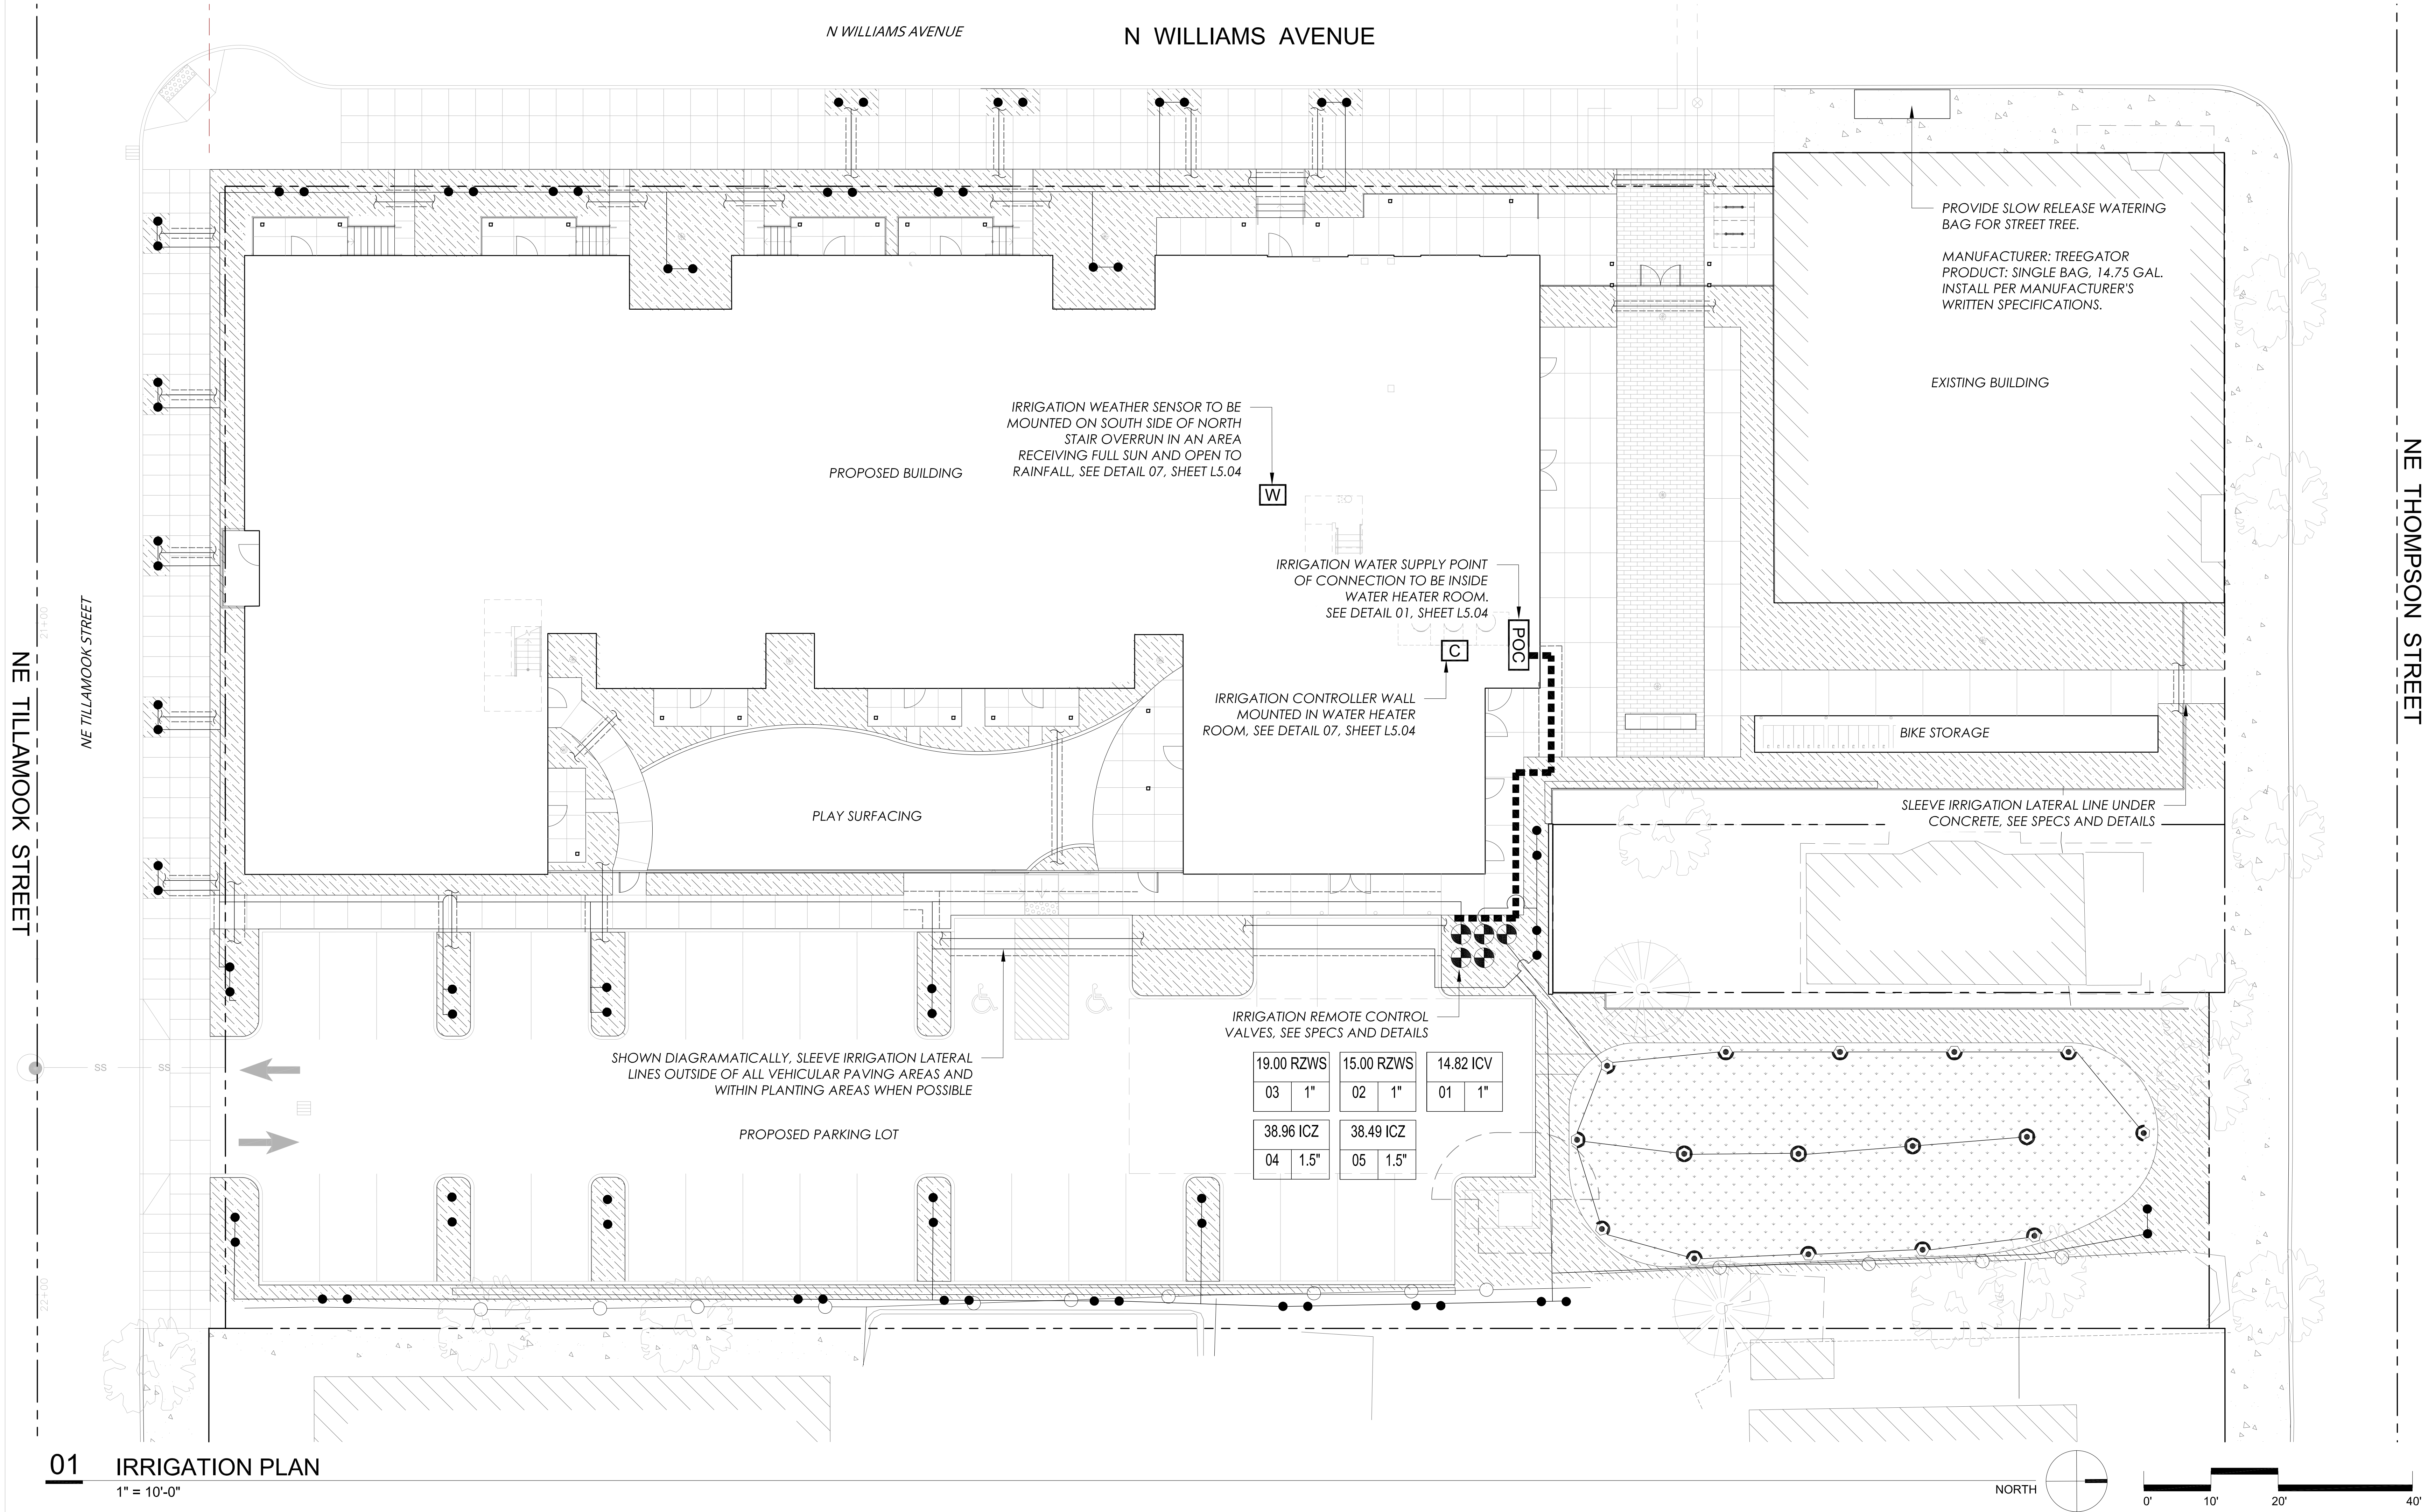 N WILLIAMS AVENUE
N WILLIAMS AVENUE
PROVIDE SLOW RELEASE WATERING
BAG FOR STREET TREE.
MANUFACTURER: TREEGATOR
PRODUCT: SINGLE BAG, 14.75 GAL.
INSTALL PER MANUFACTURER'S
WRITTEN SPECIFICATIONS.
EXISTING BUILDING
IRRIGATION WEATHER SENSOR TO BE
MOUNTED ON SOUTH SIDE OF NORTH
STAIR OVERRUN IN AN AREA
RECEIVING FULL SUN AND OPEN TO
RAINFALL, SEE DETAIL 07, SHEET L5.04
W
PROPOSED BUILDING
IRRIGATION WATER SUPPLY POINT
OF CONNECTION TO BE INSIDE
WATER HEATER ROOM.
SEE DETAIL 01, SHEET L5.04
POC
C
IRRIGATION CONTROLLER WALL
MOUNTED IN WATER HEATER
ROOM, SEE DETAIL 07, SHEET L5.04
NE TILLAMOOK STREET
NE TILLAMOOK STREET
21+00
NE THOMPSON STREET
BIKE STORAGE
PLAY SURFACING
SLEEVE IRRIGATION LATERAL LINE UNDER
CONCRETE, SEE SPECS AND DETAILS
IRRIGATION REMOTE CONTROL
VALVES, SEE SPECS AND DETAILS
SHOWN DIAGRAMATICALLY, SLEEVE IRRIGATION LATERAL
LINES OUTSIDE OF ALL VEHICULAR PAVING AREAS AND
WITHIN PLANTING AREAS WHEN POSSIBLE
SS
SS
19.00 RZWS
03 1"
15.00 RZWS
02 1"
14.82 ICV
01 1"
38.96 ICZ
04 1.5"
38.49 ICZ
05 1.5"
PROPOSED PARKING LOT
22+00
01 IRRIGATION PLAN
1" = 10'-0"
NORTH
0' 10' 20' 40'